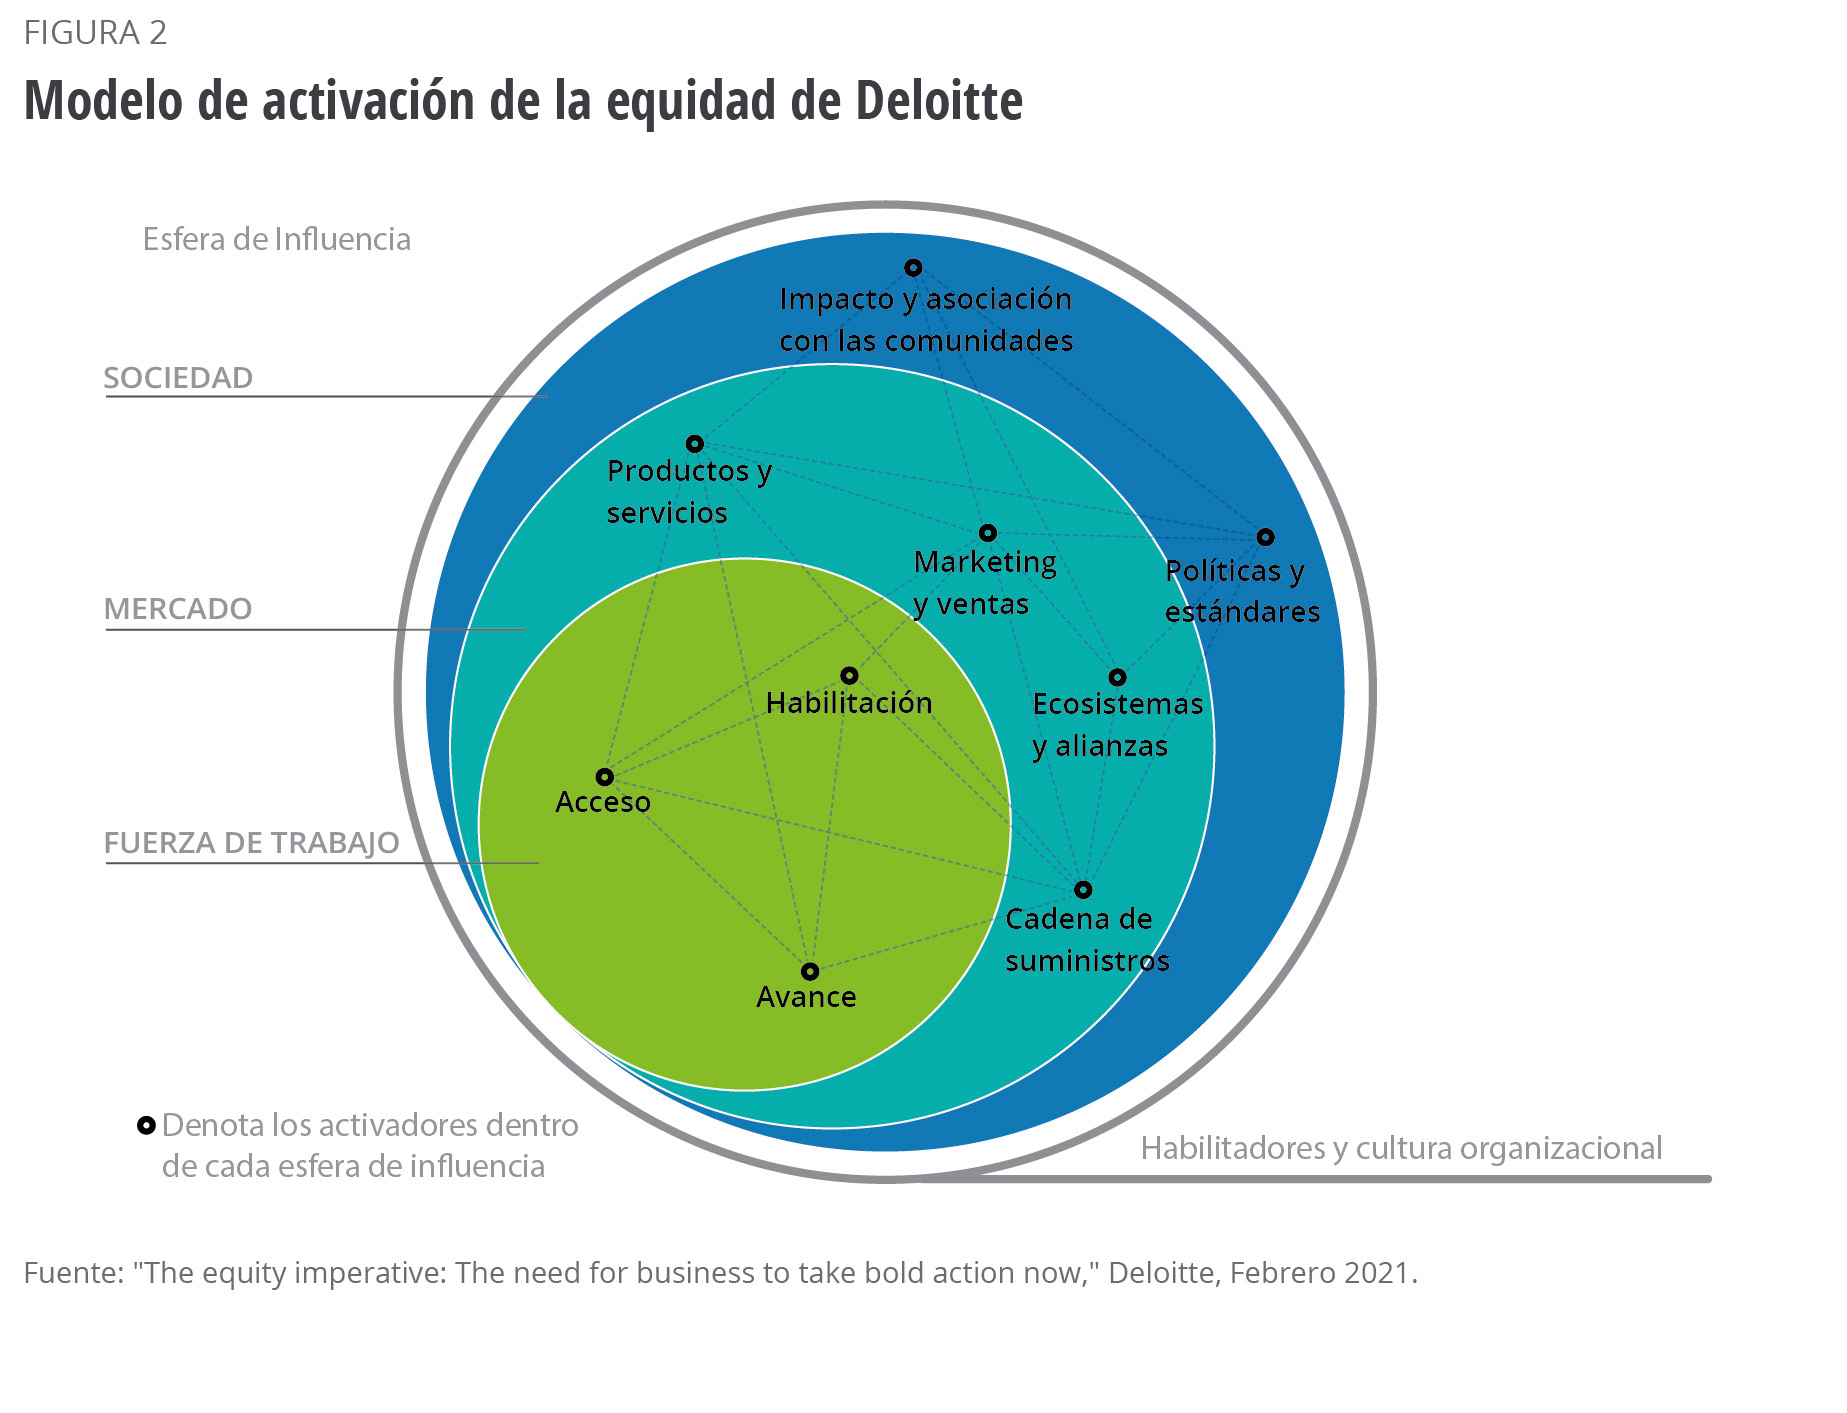 FIGURA 2
Modelo de activación de la equidad de Deloitte
Esfera de Influencia
Impacto y asociación
con las comunidades
SOCIEDAD
Productos y
servicios
Marketing
y ventas
Políticas y
estándares
MERCADO
Habilitación
Ecosistemas
y alianzas
Acceso
FUERZA DE TRABAJO
Cadena de
suministros
Avance
Denota los activadores dentro
de cada esfera de influencia
Habilitadores y cultura organizacional
Fuente: "The equity imperative: The need for business to take bold action now," Deloitte, Febrero 2021.